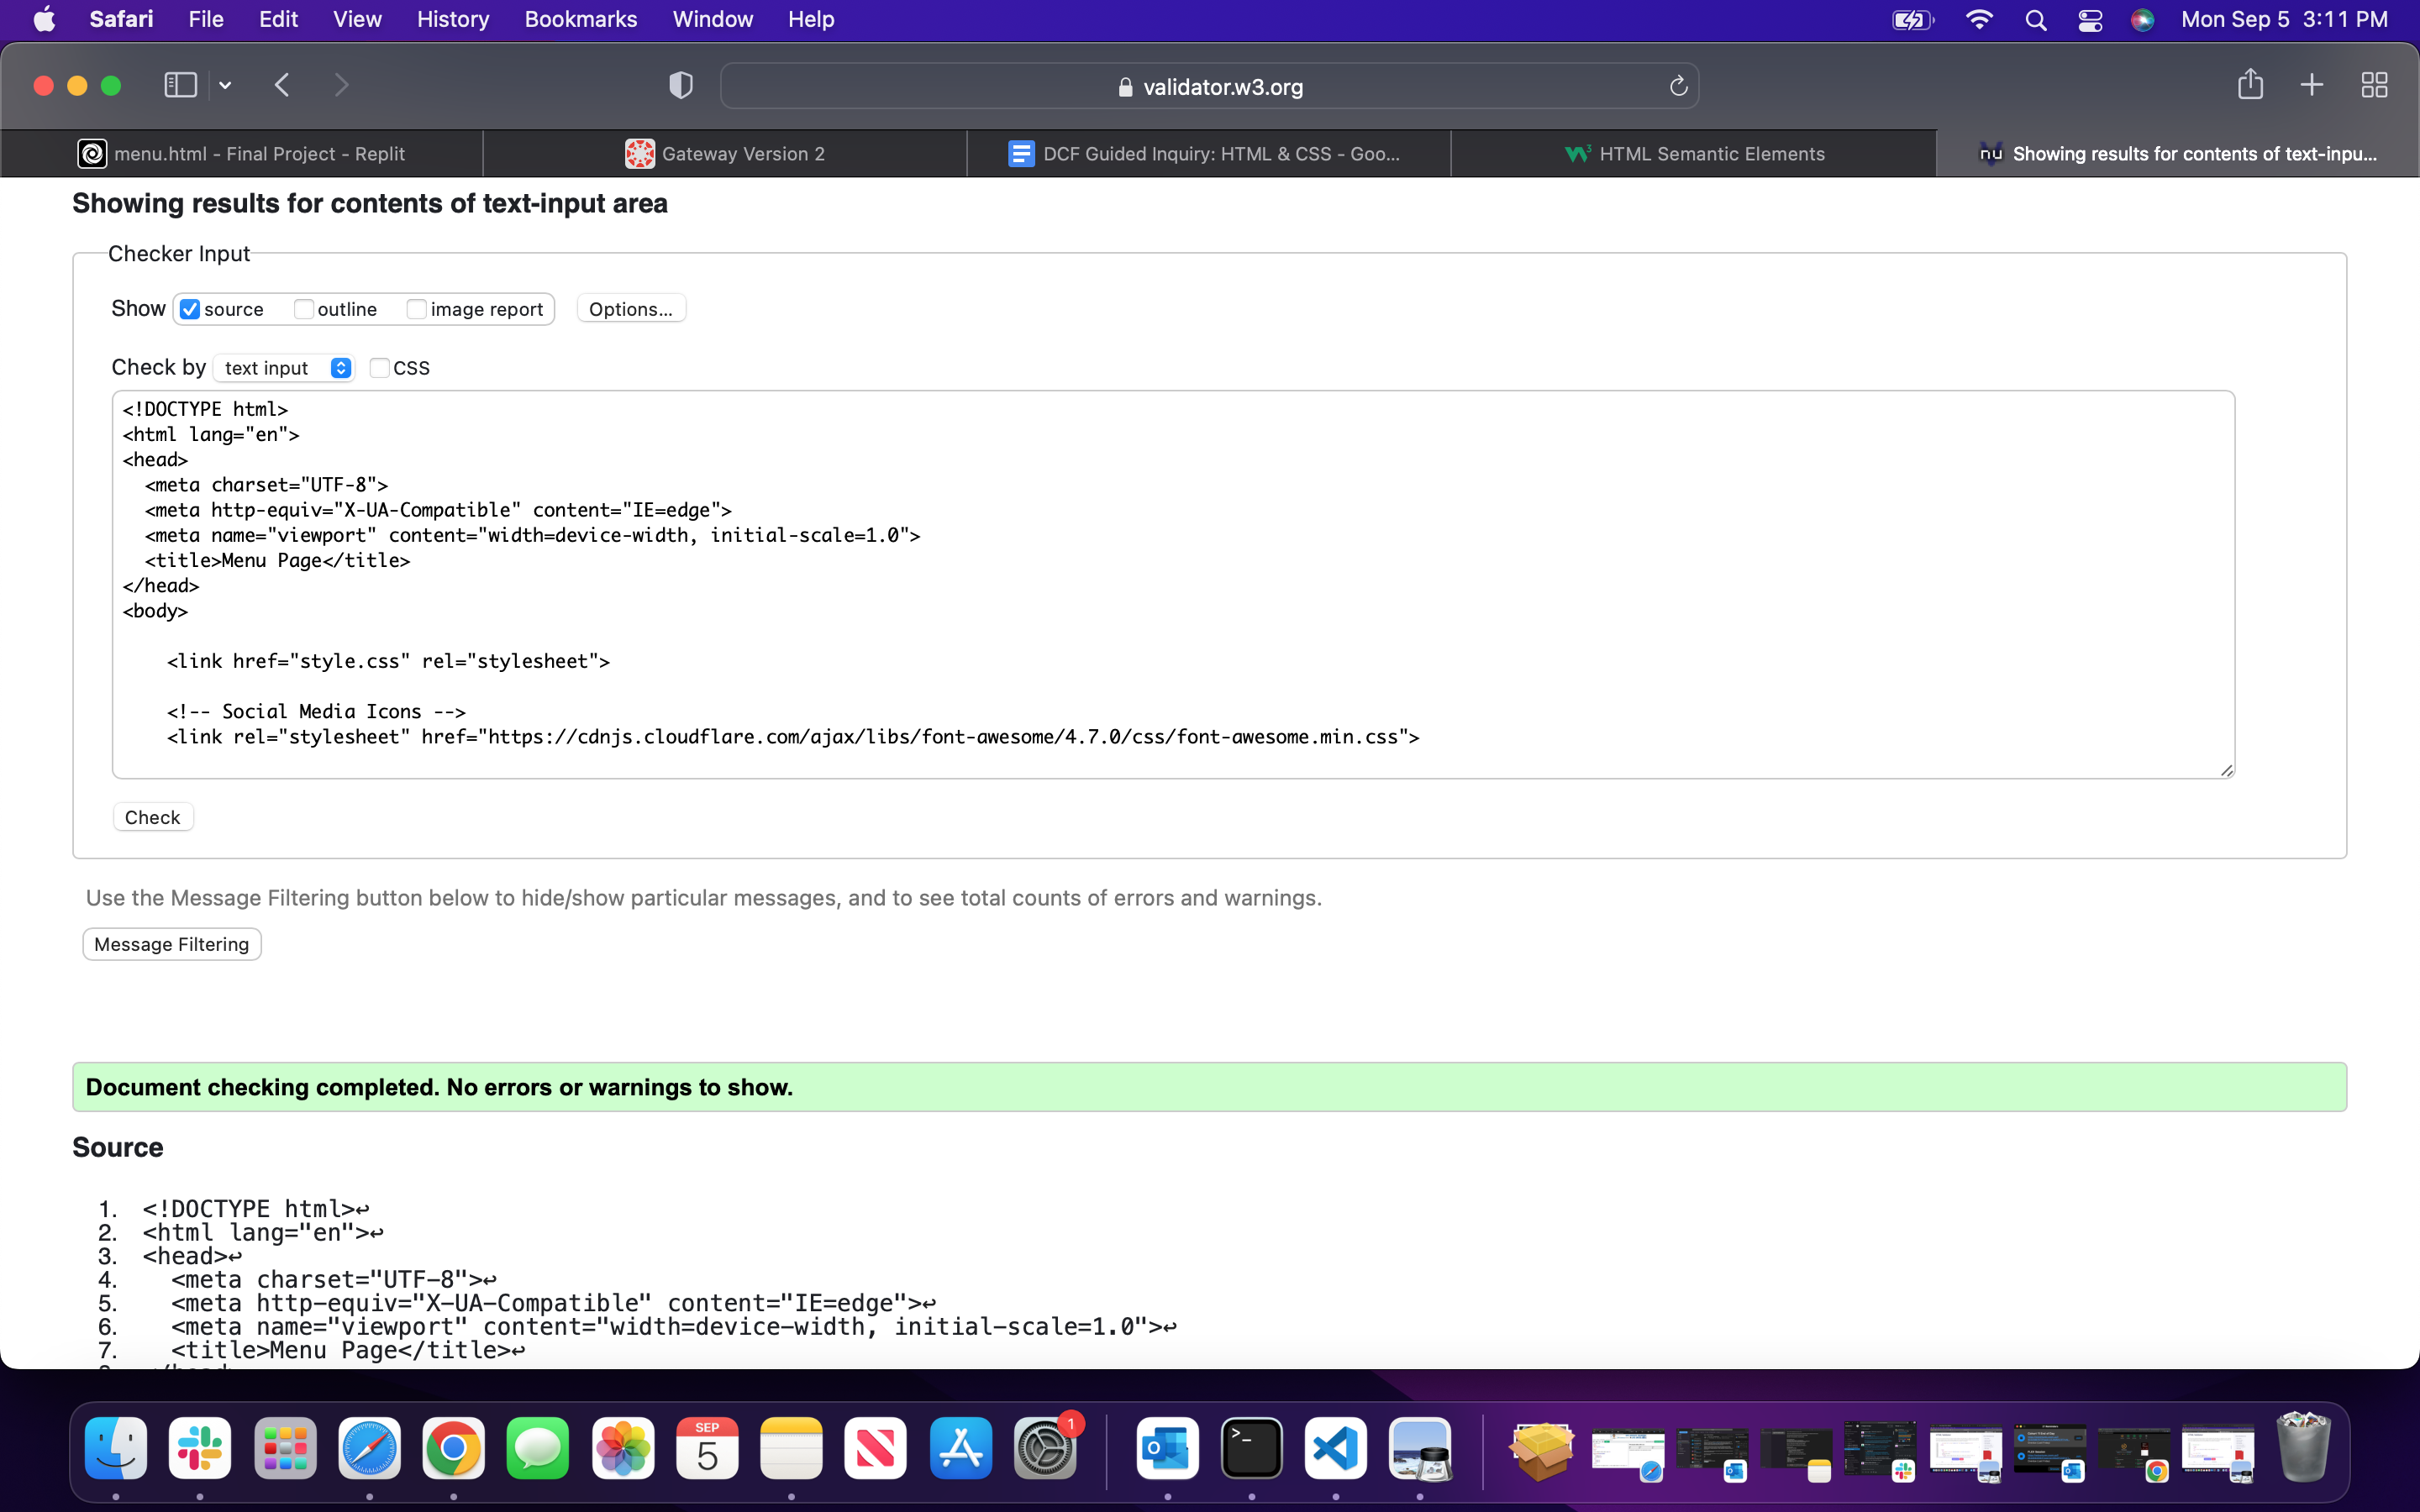 Safari File Edit View History Bookmarks Window Help Mon Sep 5 3:11 PM
validator.w3.org
menu.html - Final Project - Replit Gateway Version 2 DCF Guided Inquiry: HTML & CSS - Goo... HTML Semantic Elements nu Showing results for contents of text-inpu...
Showing results for contents of text-input area
Checker Input
Show source outline image report Options...
Check by text input CSS
<!DOCTYPE html>
<html lang="en">
<head>
<meta charset="UTF-8">
<meta http-equiv="X-UA-Compatible" content="IE=edge">
<meta name="viewport" content="width=device-width, initial-scale=1.0">
<title>Menu Page</title>
</head>
<body>
<link href="style.css" rel="stylesheet">
<!-- Social Media Icons -->
<link rel="stylesheet" href="https://cdnjs.cloudflare.com/ajax/libs/font-awesome/4.7.0/css/font-awesome.min.css">
Check
Use the Message Filtering button below to hide/show particular messages, and to see total counts of errors and warnings.
Message Filtering
Document checking completed. No errors or warnings to show.
Source
1. <!DOCTYPE html>↩
2. <html lang="en">↩
3. <head>↩
4. <meta charset="UTF-8">↩
5. <meta http-equiv="X-UA-Compatible" content="IE=edge">↩
6. <meta name="viewport" content="width=device-width, initial-scale=1.0">↩
7. <title>Menu Page</title>↩
SEP
5
1